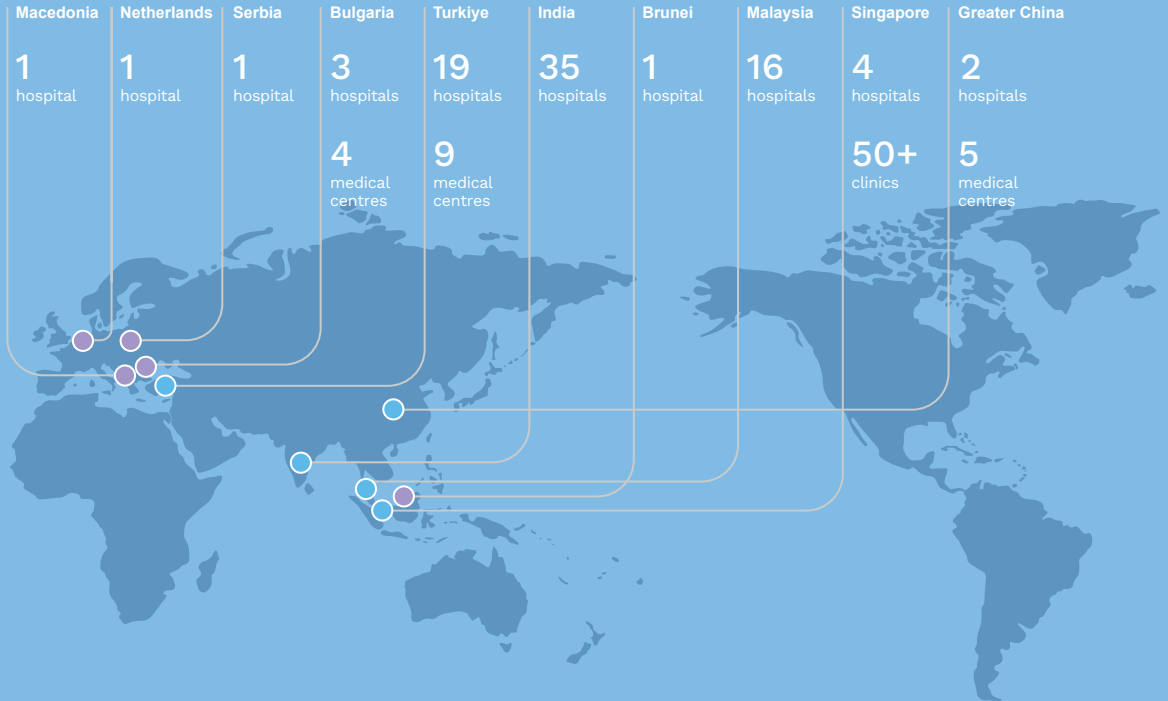 Macedonia
1
hospital
Netherlands
1
hospital
Serbia
1
hospital
Bulgaria
3
hospitals
4
medical
centres
Turkiye
19
hospitals
9
medical
centres
India
35
hospitals
Brunei
1
hospital
Malaysia
16
hospitals
Singapore
4
hospitals
50+
clinics
Greater China
2
hospitals
5
medical
centres